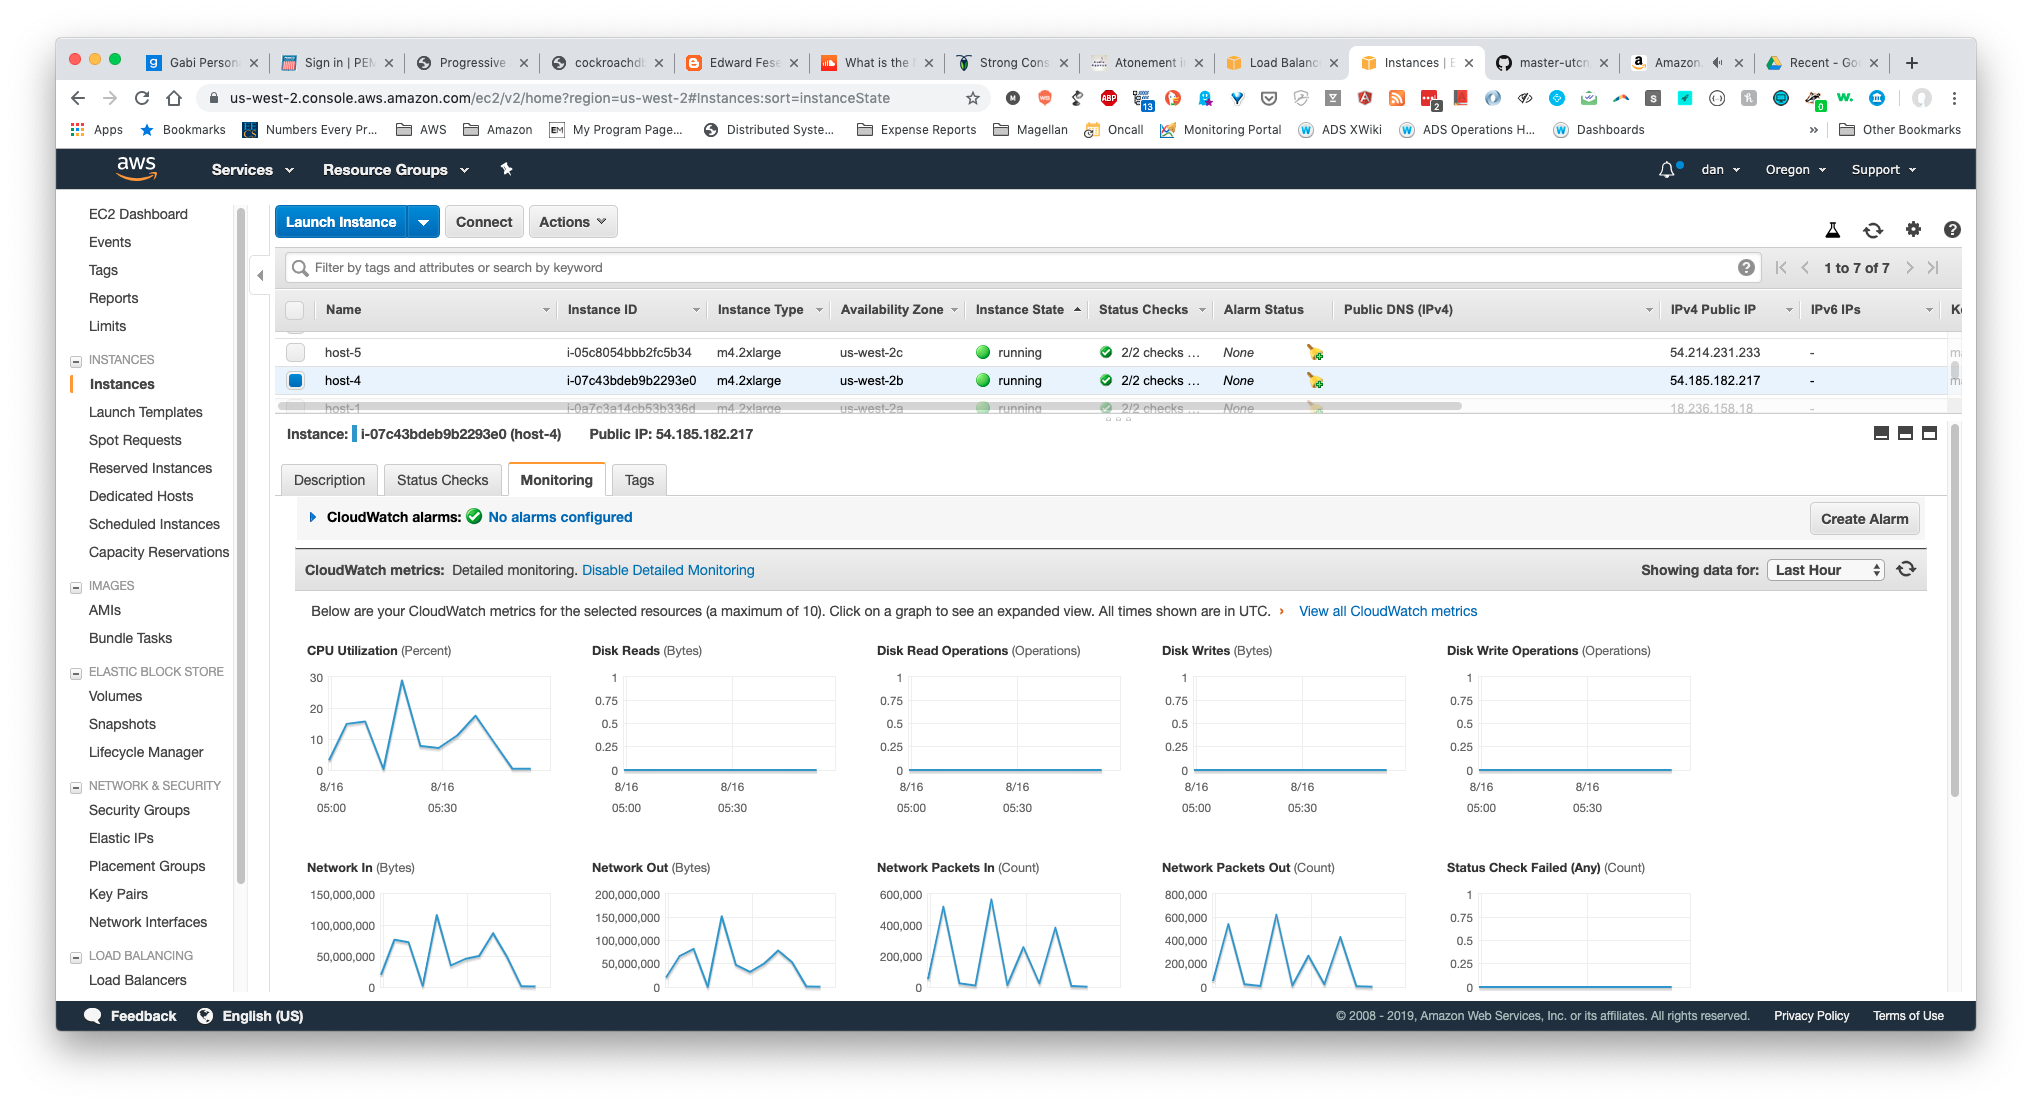 Gabi Person
Sign in | PEM
Progressive
cockroachdb
Edward Fese
What is the
Strong Cons
Atonement i
Load Balanc
Instances | E
master-utcn
Amazon.
Recent - Goo
us-west-2.console.aws.amazon.com/ec2/v2/home?region=us-west-2#Instances:sort=instanceState
ABP
13
2
0
Apps
Bookmarks
Numbers Every Pr...
AWS
Amazon
My Program Page...
Distributed Syste...
Expense Reports
Magellan
Oncall
Monitoring Portal
ADS XWiki
ADS Operations H...
Dashboards
»
Other Bookmarks
aws
Services
Resource Groups
dan
Oregon
Support
EC2 Dashboard
Events
Tags
Reports
Limits
INSTANCES
Instances
Launch Templates
Spot Requests
Reserved Instances
Dedicated Hosts
Scheduled Instances
Capacity Reservations
IMAGES
AMIs
Bundle Tasks
ELASTIC BLOCK STORE
Volumes
Snapshots
Lifecycle Manager
NETWORK & SECURITY
Security Groups
Elastic IPs
Placement Groups
Key Pairs
Network Interfaces
LOAD BALANCING
Load Balancers
Launch Instance
Connect
Actions
Filter by tags and attributes or search by keyword
1 to 7 of 7
Name Instance ID Instance Type Availability Zone Instance State Status Checks Alarm Status Public DNS (IPv4) IPv4 Public IP IPv6 IPs K
host-5 i-05c8054bbb2fc5b34 m4.2xlarge us-west-2c running 2/2 checks ... None 54.214.231.233 -
host-4 i-07c43bdeb9b2293e0 m4.2xlarge us-west-2b running 2/2 checks ... None 54.185.182.217 -
host-1 i-0a7c3a14cb53b336d m4.2xlarge us-west-2a running 2/2 checks ... None 18.236.158.18 -
Instance: i-07c43bdeb9b2293e0 (host-4) Public IP: 54.185.182.217
Description
Status Checks
Monitoring
Tags
CloudWatch alarms: No alarms configured
Create Alarm
CloudWatch metrics: Detailed monitoring. Disable Detailed Monitoring
Showing data for: Last Hour
Below are your CloudWatch metrics for the selected resources (a maximum of 10). Click on a graph to see an expanded view. All times shown are in UTC. › View all CloudWatch metrics
CPU Utilization (Percent)
30
20
10
0
8/16 8/16
05:00 05:30
Disk Reads (Bytes)
1
0.75
0.5
0.25
0
8/16 8/16
05:00 05:30
Disk Read Operations (Operations)
1
0.75
0.5
0.25
0
8/16 8/16
05:00 05:30
Disk Writes (Bytes)
1
0.75
0.5
0.25
0
8/16 8/16
05:00 05:30
Disk Write Operations (Operations)
1
0.75
0.5
0.25
0
8/16 8/16
05:00 05:30
Network In (Bytes)
150,000,000
100,000,000
50,000,000
0
Network Out (Bytes)
200,000,000
150,000,000
100,000,000
50,000,000
0
Network Packets In (Count)
600,000
400,000
200,000
0
Network Packets Out (Count)
800,000
600,000
400,000
200,000
0
Status Check Failed (Any) (Count)
1
0.75
0.5
0.25
0
Feedback
English (US)
© 2008 - 2019, Amazon Web Services, Inc. or its affiliates. All rights reserved.
Privacy Policy
Terms of Use